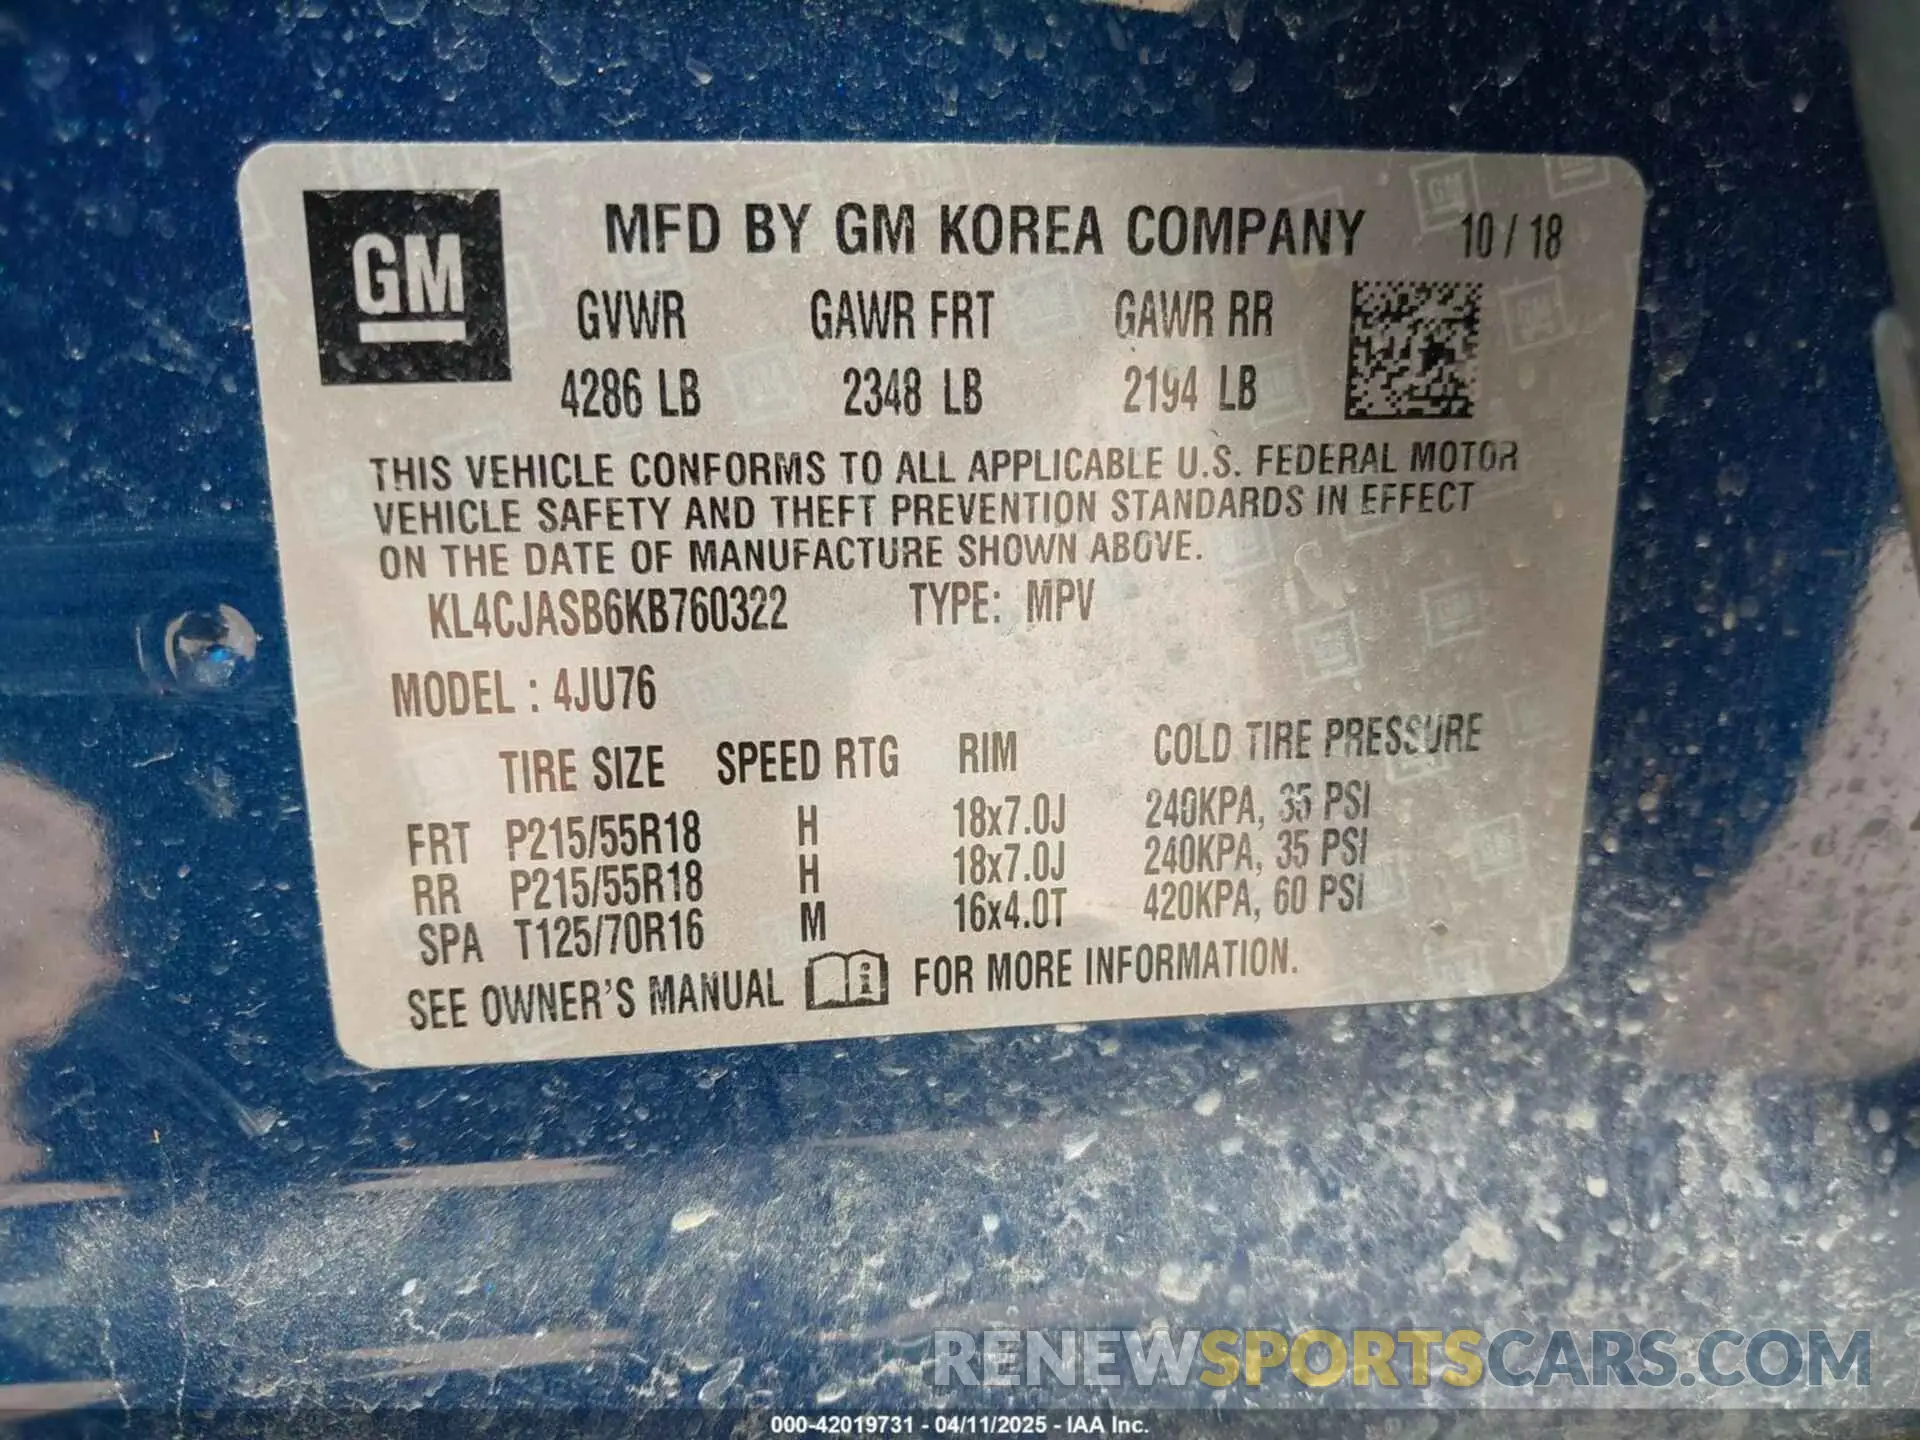 GM
MFD BY GM KOREA COMPANY 10 / 18
GVWR GAWR FRT GAWR RR
4286 LB 2348 LB 2194 LB
THIS VEHICLE CONFORMS TO ALL APPLICABLE U.S. FEDERAL MOTOR
VEHICLE SAFETY AND THEFT PREVENTION STANDARDS IN EFFECT
ON THE DATE OF MANUFACTURE SHOWN ABOVE.
KL4CJASB6KB760322 TYPE: MPV
MODEL : 4JU76
TIRE SIZE SPEED RTG RIM COLD TIRE PRESSURE
FRT P215/55R18 H 18x7.0J 240KPA, 35 PSI
RR P215/55R18 H 18x7.0J 240KPA, 35 PSI
SPA T125/70R16 M 16x4.0T 420KPA, 60 PSI
SEE OWNER'S MANUAL FOR MORE INFORMATION.
RENEWSPORTSCARS.COM
000-42019731 - 04/11/2025 - IAA Inc.